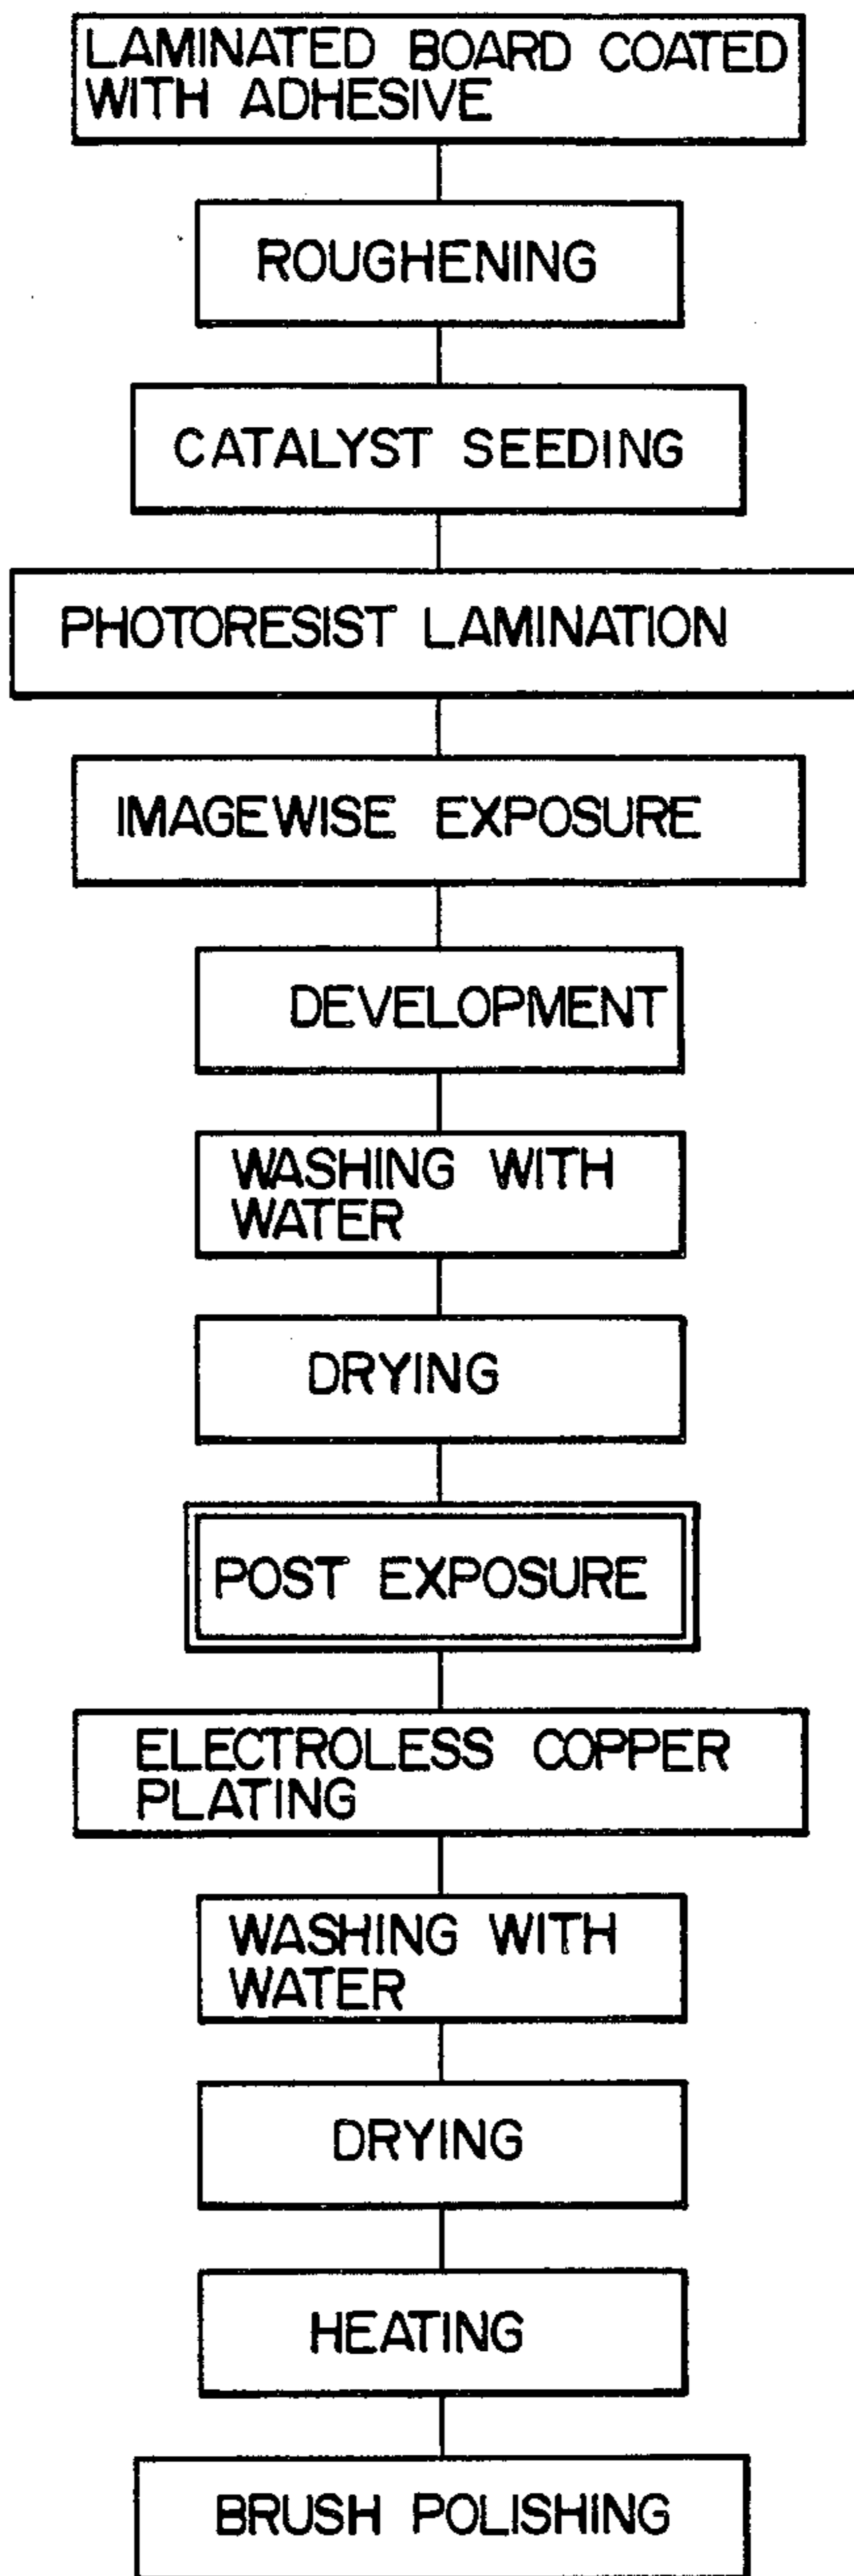 LAMINATED BOARD COATED
WITH ADHESIVE
ROUGHENING
CATALYST SEEDING
PHOTORESIST LAMINATION
IMAGEWISE EXPOSURE
DEVELOPMENT
WASHING WITH
WATER
DRYING
POST EXPOSURE
ELECTROLESS COPPER
PLATING
WASHING WITH
WATER
DRYING
HEATING
BRUSH POLISHING